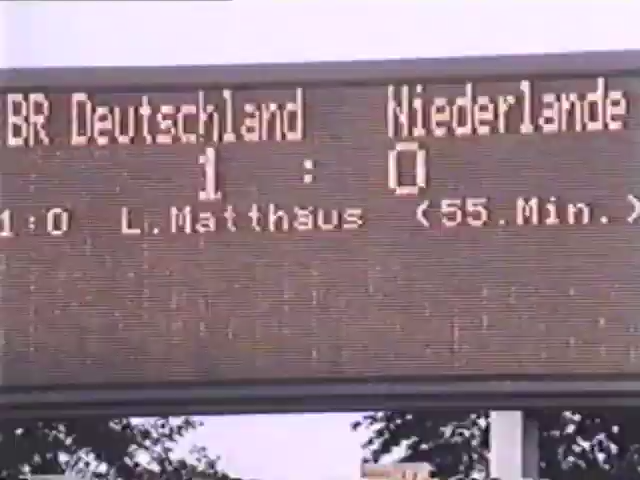 BR Deutschland Niederlande
1 : 0
1:0 L.Matthäus (55.Min.)